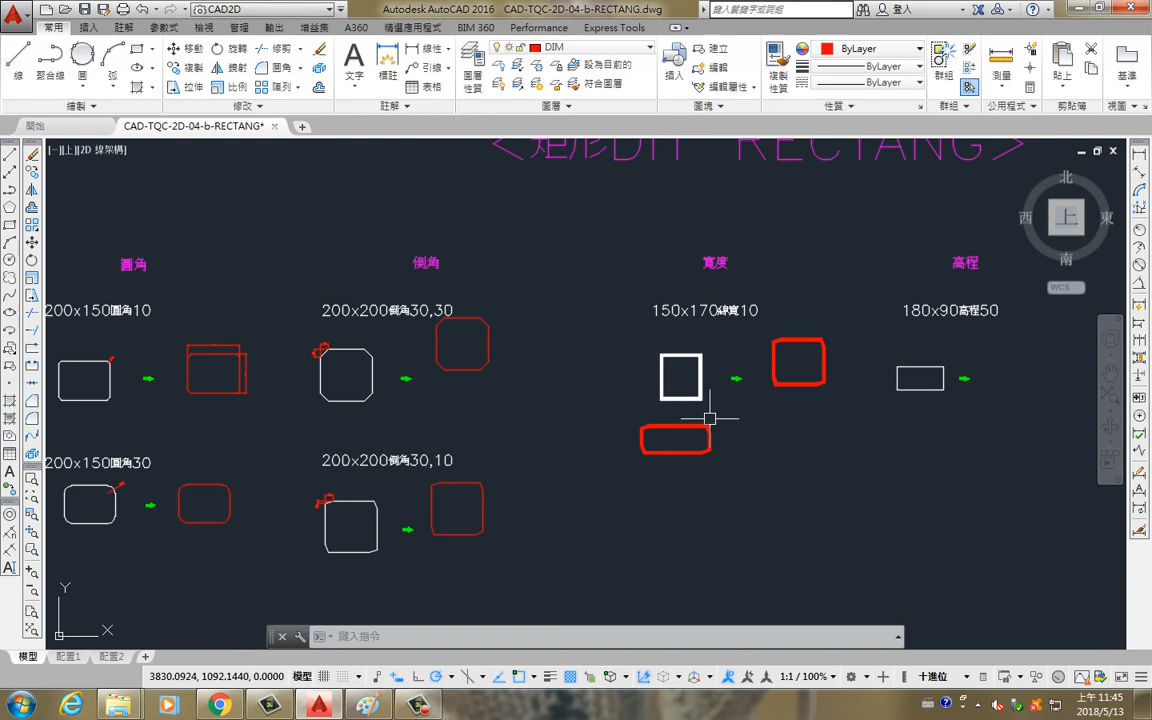 CAD2D
Autodesk AutoCAD 2016 CAD-TQC-2D-04-b-RECTANG.dwg
鍵入關鍵字或詞組
登入
常用 插入 註解 參數式 檢視 管理 輸出 增益集 A360 精選應用程式 BIM 360 Performance Express Tools
線 聚合線 圓 弧
移動 旋轉 修剪
複製 鏡射 圓角
拉伸 比例 陣列
文字 標註
線性
引線
表格
圖層性質
DIM
設為目前的
符合圖層
插入
建立
編輯
編輯屬性
複製性質
ByLayer
ByLayer
ByLayer
群組 測量 貼上 基準
繪製 修改 註解 圖層 圖塊 性質 群組 公用程式 剪貼簿 視圖
開始 CAD-TQC-2D-04-b-RECTANG*
[-][上][2D 線架構]
<矩形DIY RECTANG>
北
西 上 東
南
WCS
圓角 倒角 寬度 高程
200x150圓角10 200x200倒角30,30 150x170線寬10 180x90高程50
200x150圓角30 200x200倒角30,10
Y
X
鍵入指令
模型 配置1 配置2
3830.0924, 1092.1440, 0.0000 模型 1:1 / 100% 十進位
上午 11:45
2018/5/13